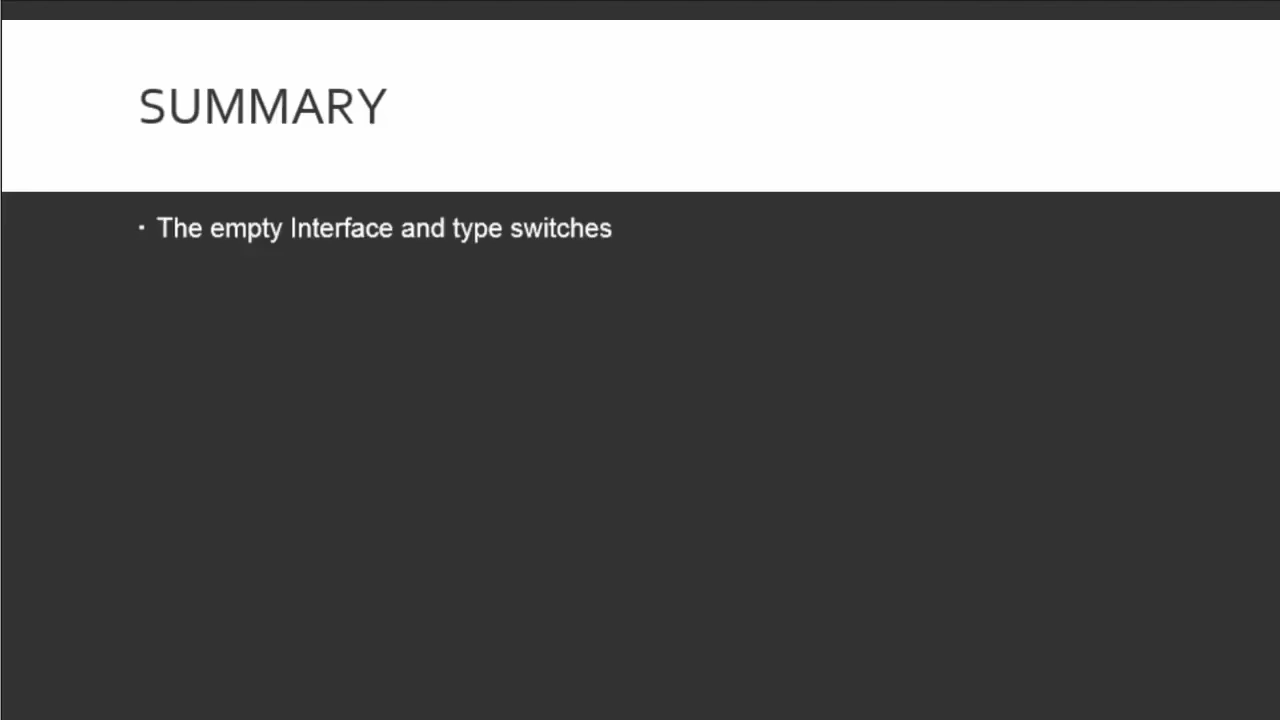 SUMMARY
· The empty Interface and type switches